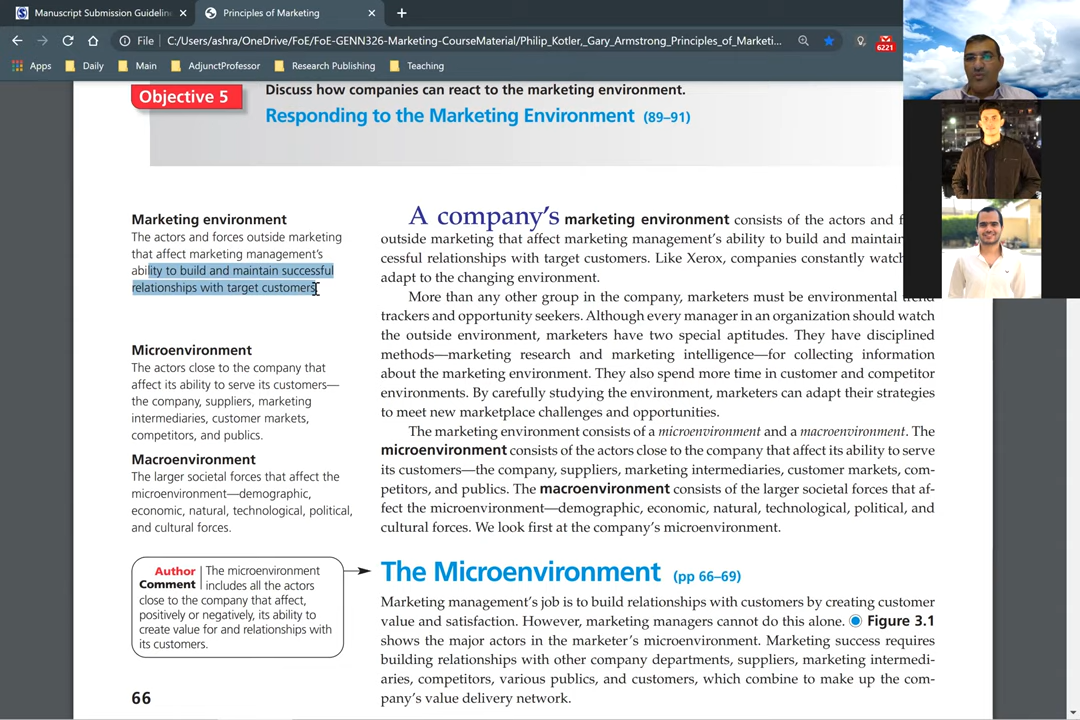 Manuscript Submission Guideline
Principles of Marketing
File
C:/Users/ashra/OneDrive/FoE/FoE-GENN326-Marketing-CourseMaterial/Philip_Kotler,_Gary_Armstrong_Principles_of_Marketi...
6221
Apps
Daily
Main
AdjunctProfessor
Research Publishing
Teaching
Objective 5
Discuss how companies can react to the marketing environment.
Responding to the Marketing Environment (89–91)
Marketing environment
The actors and forces outside marketing
that affect marketing management's
ability to build and maintain successful
relationships with target customers
Microenvironment
The actors close to the company that
affect its ability to serve its customers—
the company, suppliers, marketing
intermediaries, customer markets,
competitors, and publics.
Macroenvironment
The larger societal forces that affect the
microenvironment—demographic,
economic, natural, technological, political,
and cultural forces.
Author Comment
The microenvironment
includes all the actors
close to the company that affect,
positively or negatively, its ability to
create value for and relationships with
its customers.
66
A company's marketing environment consists of the actors and f
outside marketing that affect marketing management's ability to build and maintain
cessful relationships with target customers. Like Xerox, companies constantly watch
adapt to the changing environment.
More than any other group in the company, marketers must be environmental trend
trackers and opportunity seekers. Although every manager in an organization should watch
the outside environment, marketers have two special aptitudes. They have disciplined
methods—marketing research and marketing intelligence—for collecting information
about the marketing environment. They also spend more time in customer and competitor
environments. By carefully studying the environment, marketers can adapt their strategies
to meet new marketplace challenges and opportunities.
The marketing environment consists of a microenvironment and a macroenvironment. The
microenvironment consists of the actors close to the company that affect its ability to serve
its customers—the company, suppliers, marketing intermediaries, customer markets, com-
petitors, and publics. The macroenvironment consists of the larger societal forces that af-
fect the microenvironment—demographic, economic, natural, technological, political, and
cultural forces. We look first at the company's microenvironment.
The Microenvironment (pp 66–69)
Marketing management's job is to build relationships with customers by creating customer
value and satisfaction. However, marketing managers cannot do this alone. Figure 3.1
shows the major actors in the marketer's microenvironment. Marketing success requires
building relationships with other company departments, suppliers, marketing intermedi-
aries, competitors, various publics, and customers, which combine to make up the com-
pany's value delivery network.